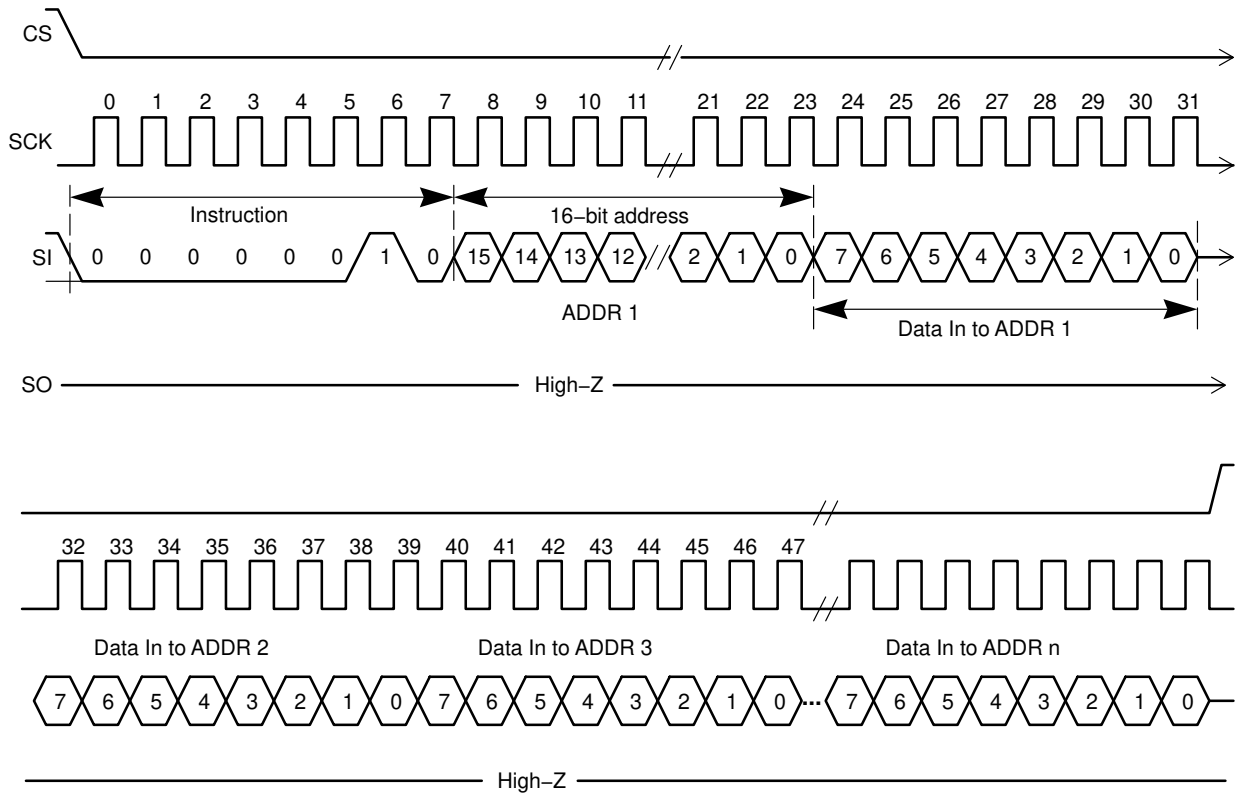 CS
0 1 2 3 4 5 6 7 8 9 10 11 21 22 23 24 25 26 27 28 29 30 31
SCK
Instruction 16−bit address
SI 0 0 0 0 0 0 1 0 15 14 13 12 2 1 0 7 6 5 4 3 2 1 0
ADDR 1 Data In to ADDR 1
SO High−Z
32 33 34 35 36 37 38 39 40 41 42 43 44 45 46 47
Data In to ADDR 2 Data In to ADDR 3 Data In to ADDR n
7 6 5 4 3 2 1 0 7 6 5 4 3 2 1 0 ... 7 6 5 4 3 2 1 0
High−Z